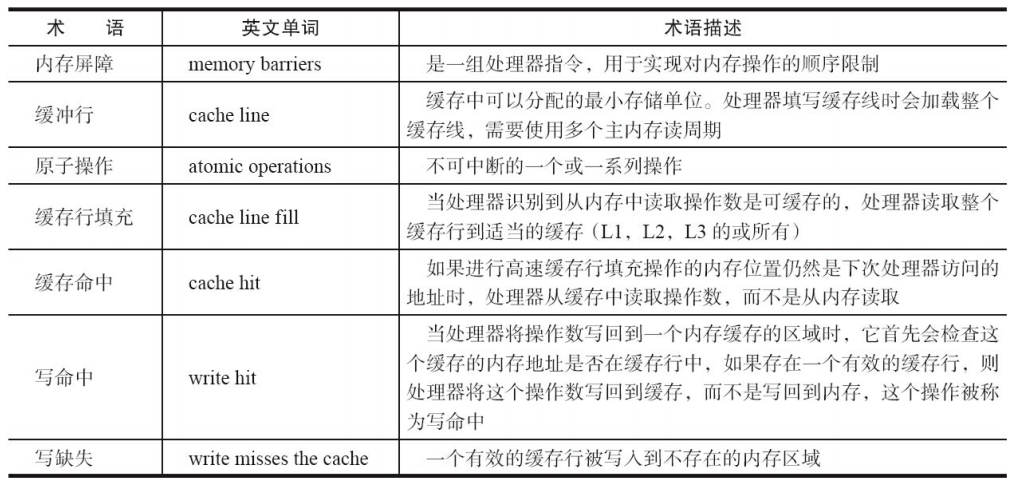 术 语 英文单词 术语描述
内存屏障 memory barriers 是一组处理器指令，用于实现对内存操作的顺序限制
缓冲行 cache line 缓存中可以分配的最小存储单位。处理器填写缓存线时会加载整个
缓存线，需要使用多个主内存读周期
原子操作 atomic operations 不可中断的一个或一系列操作
缓存行填充 cache line fill 当处理器识别到从内存中读取操作数是可缓存的，处理器读取整个
缓存行到适当的缓存（L1，L2，L3 的或所有）
缓存命中 cache hit 如果进行高速缓存行填充操作的内存位置仍然是下次处理器访问的
地址时，处理器从缓存中读取操作数，而不是从内存读取
写命中 write hit 当处理器将操作数写回到一个内存缓存的区域时，它首先会检查这
个缓存的内存地址是否在缓存行中，如果存在一个有效的缓存行，则
处理器将这个操作数写回到缓存，而不是写回到内存，这个操作被称
为写命中
写缺失 write misses the cache 一个有效的缓存行被写入到不存在的内存区域